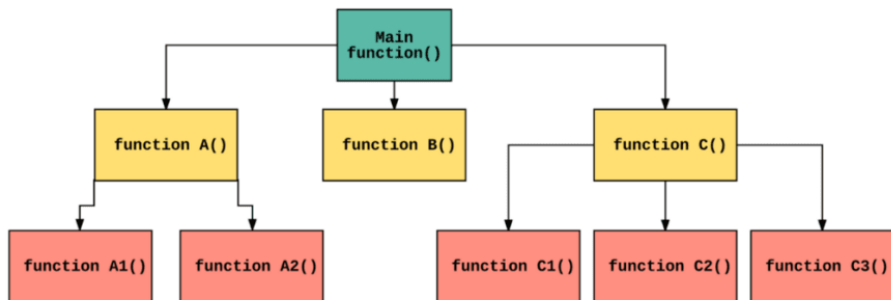 Main
function()
function A()
function B()
function C()
function A1()
function A2()
function C1()
function C2()
function C3()